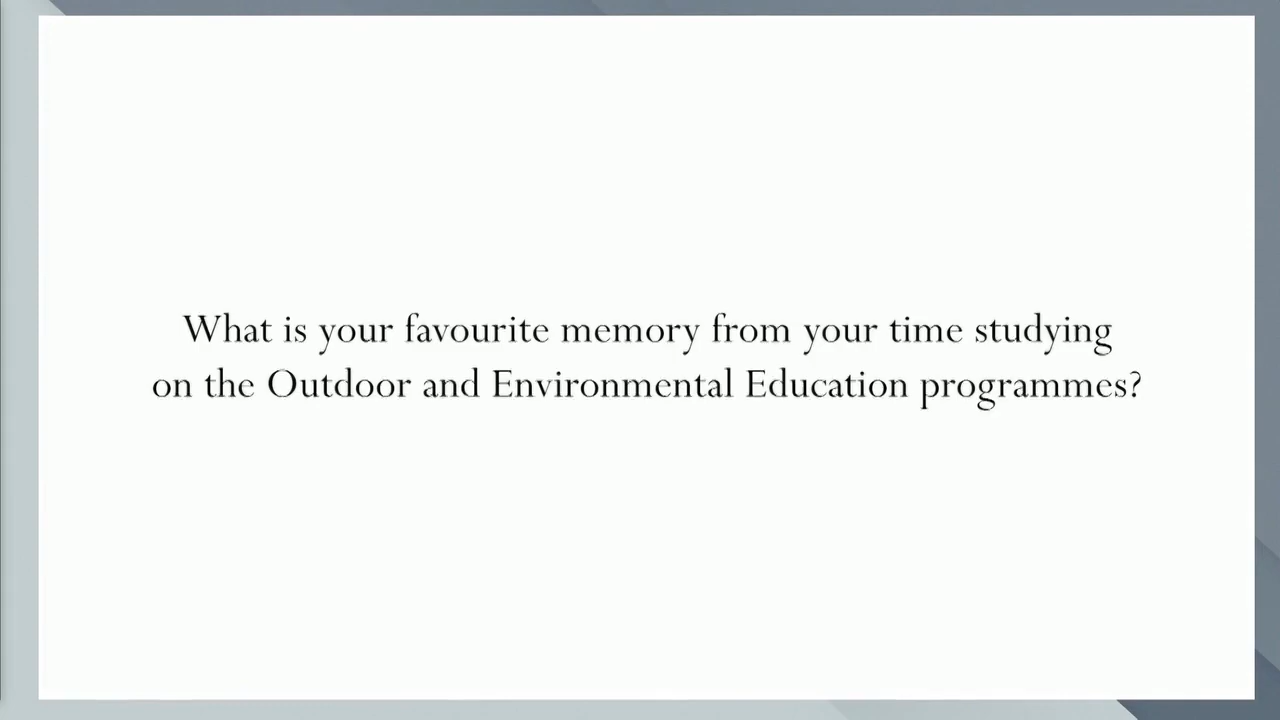 What is your favourite memory from your time studying
on the Outdoor and Environmental Education programmes?